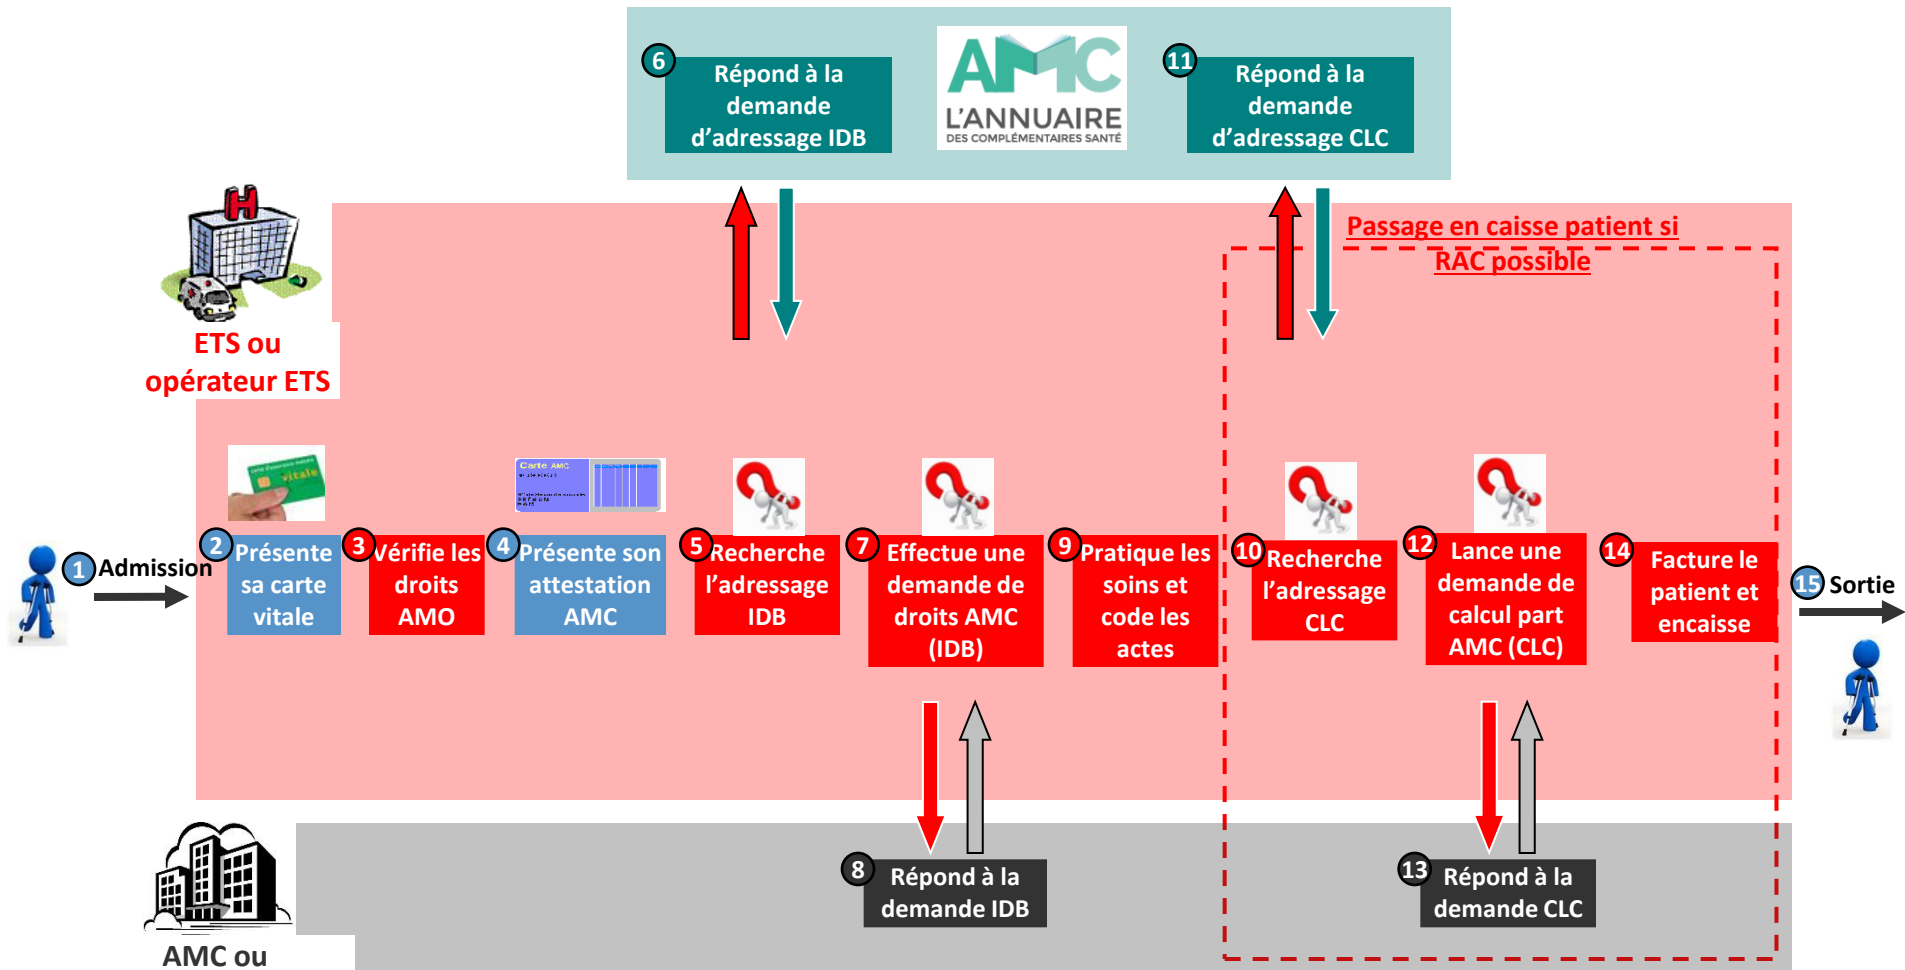 6
Répond à la
demande
d'adressage IDB
AMC
L'ANNUAIRE
DES COMPLÉMENTAIRES SANTÉ
11
Répond à la
demande
d'adressage CLC
H
Passage en caisse patient si
RAC possible
ETS ou
opérateur ETS
vitale
Carte AMC
1
Admission
2
Présente
sa carte
vitale
3
Vérifie les
droits
AMO
4
Présente son
attestation
AMC
5
Recherche
l'adressage
IDB
7
Effectue une
demande de
droits AMC
(IDB)
9
Pratique les
soins et
code les
actes
10
Recherche
l'adressage
CLC
12
Lance une
demande de
calcul part
AMC (CLC)
14
Facture le
patient et
encaisse
15
Sortie
8
Répond à la
demande IDB
13
Répond à la
demande CLC
AMC ou